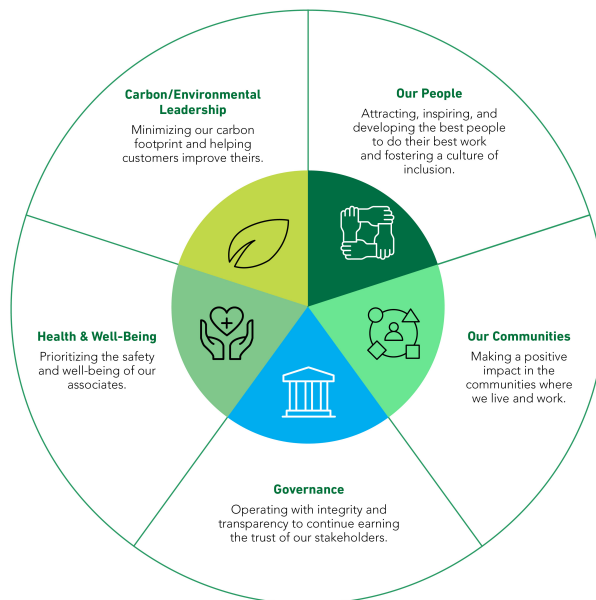 Carbon/Environmental
Leadership
Minimizing our carbon
footprint and helping
customers improve theirs.
Our People
Attracting, inspiring, and
developing the best people
to do their best work
and fostering a culture of
inclusion.
Health & Well-Being
Prioritizing the safety
and well-being of our
associates.
Our Communities
Making a positive
impact in the
communities where
we live and work.
Governance
Operating with integrity and
transparency to continue earning
the trust of our stakeholders.